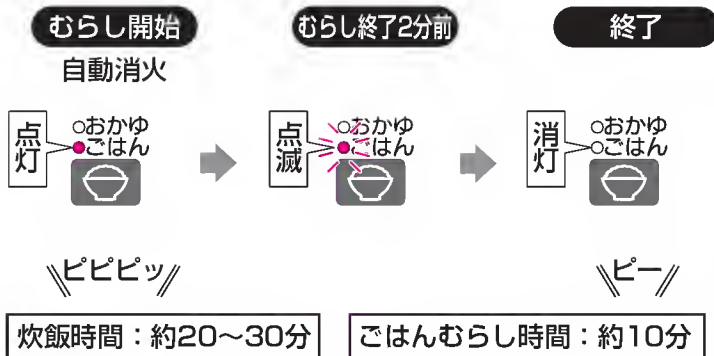 むらし開始
自動消火
点灯
○おかゆ
●ごはん
ピピピッ
むらし終了2分前
点滅
○おかゆ
●ごはん
終了
消灯
○おかゆ
○ごはん
ピー
炊飯時間:約20〜30分
ごはんむらし時間:約10分